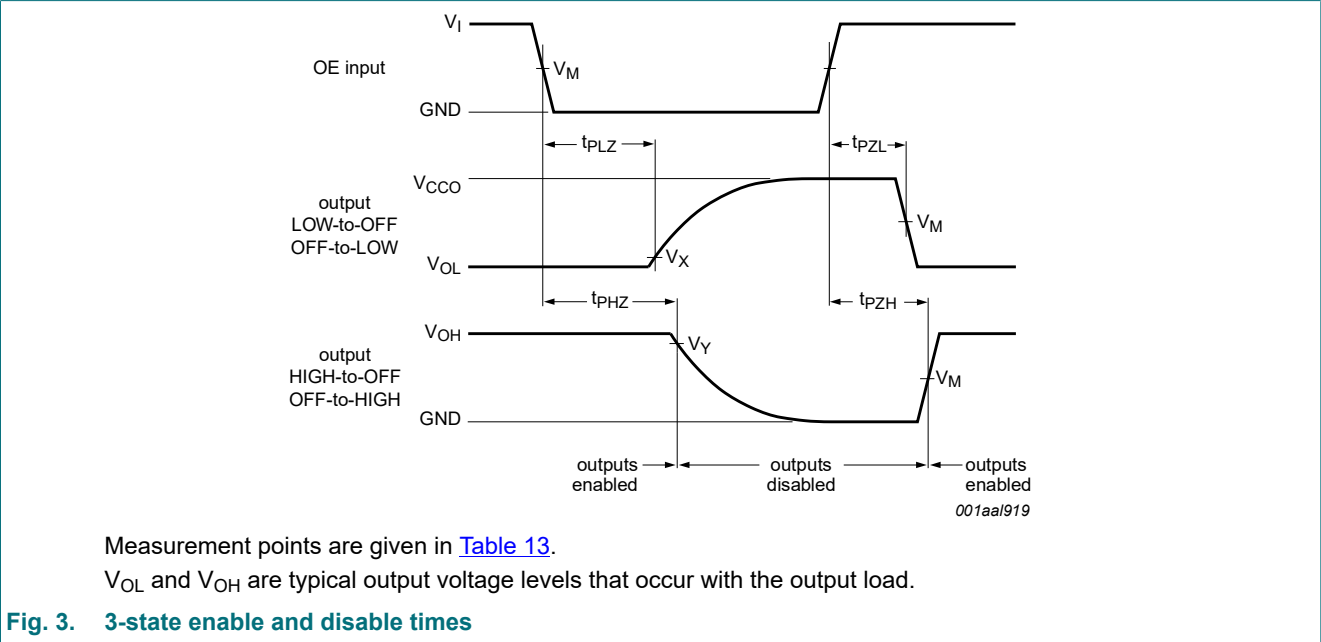 VI
OE input
VM
GND
tPLZ
tPZL
VCCO
output
LOW-to-OFF
OFF-to-LOW
VM
VX
VOL
tPHZ
tPZH
VOH
VY
output
HIGH-to-OFF
OFF-to-HIGH
VM
GND
outputs
enabled
outputs
disabled
outputs
enabled
001aal919
Measurement points are given in Table 13.
VOL and VOH are typical output voltage levels that occur with the output load.
Fig. 3. 3-state enable and disable times